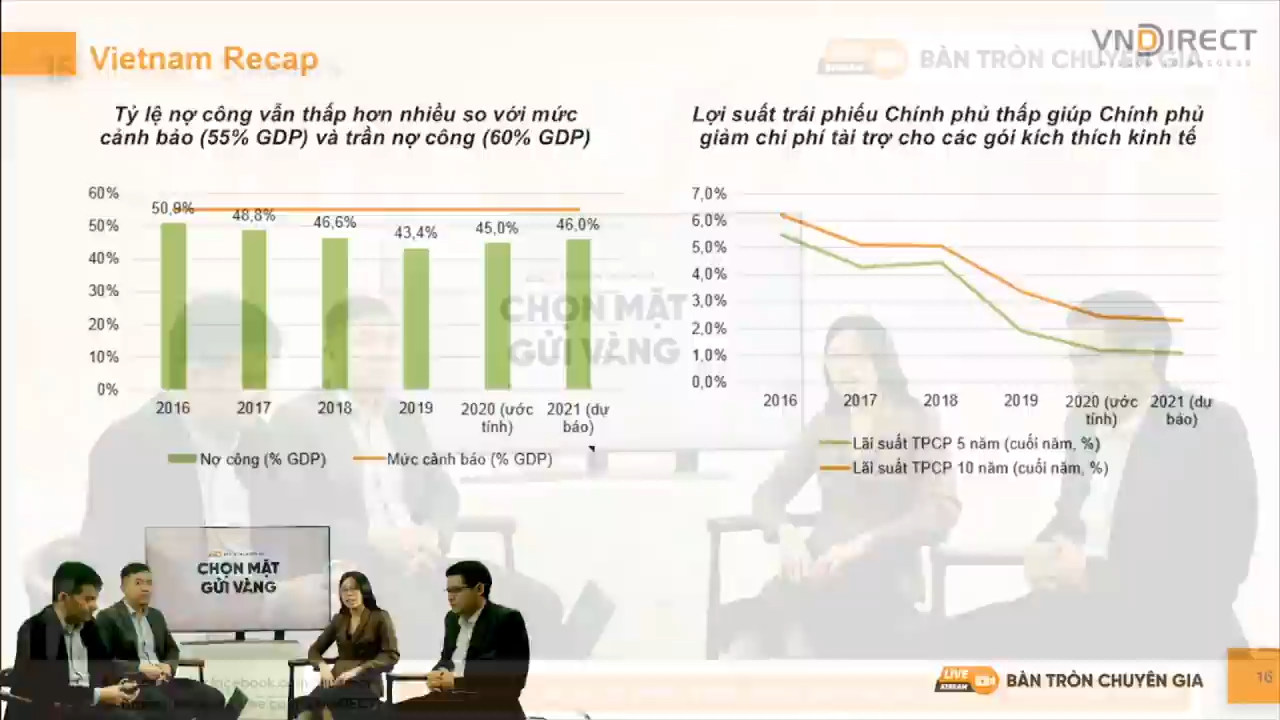 Vietnam Recap
VNDIRECT
BÀN TRÒN CHUYÊN GIA
Tỷ lệ nợ công vẫn thấp hơn nhiều so với mức
cảnh báo (55% GDP) và trần nợ công (60% GDP)
60%
50%
40%
30%
20%
10%
0%
50,9%
48,8%
46,6%
43,4%
45,0%
46,0%
2016
2017
2018
2019
2020 (ước
tính)
2021 (dự
báo)
Nợ công (% GDP)
Mức cảnh báo (% GDP)
Lợi suất trái phiếu Chính phủ thấp giúp Chính phủ
giảm chi phí tài trợ cho các gói kích thích kinh tế
7,0%
6,0%
5,0%
4,0%
3,0%
2,0%
1,0%
0,0%
2016
2017
2018
2019
2020 (ước
tính)
2021 (dự
báo)
Lãi suất TPCP 5 năm (cuối năm, %)
Lãi suất TPCP 10 năm (cuối năm, %)
CHỌN MẶT
GỬI VÀNG
CHỌN MẶT
GỬI VÀNG
LIVE
STREAM
BÀN TRÒN CHUYÊN GIA
16